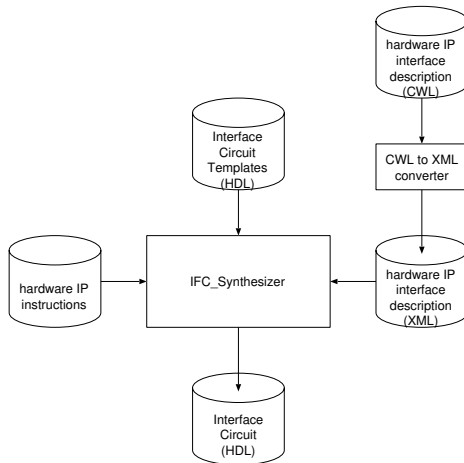 hardware IP
interface
description
(CWL)
Interface
Circuit
Templates
(HDL)
CWL to XML
converter
hardware IP
instructions
IFC_Synthesizer
hardware IP
interface
description
(XML)
Interface
Circuit
(HDL)